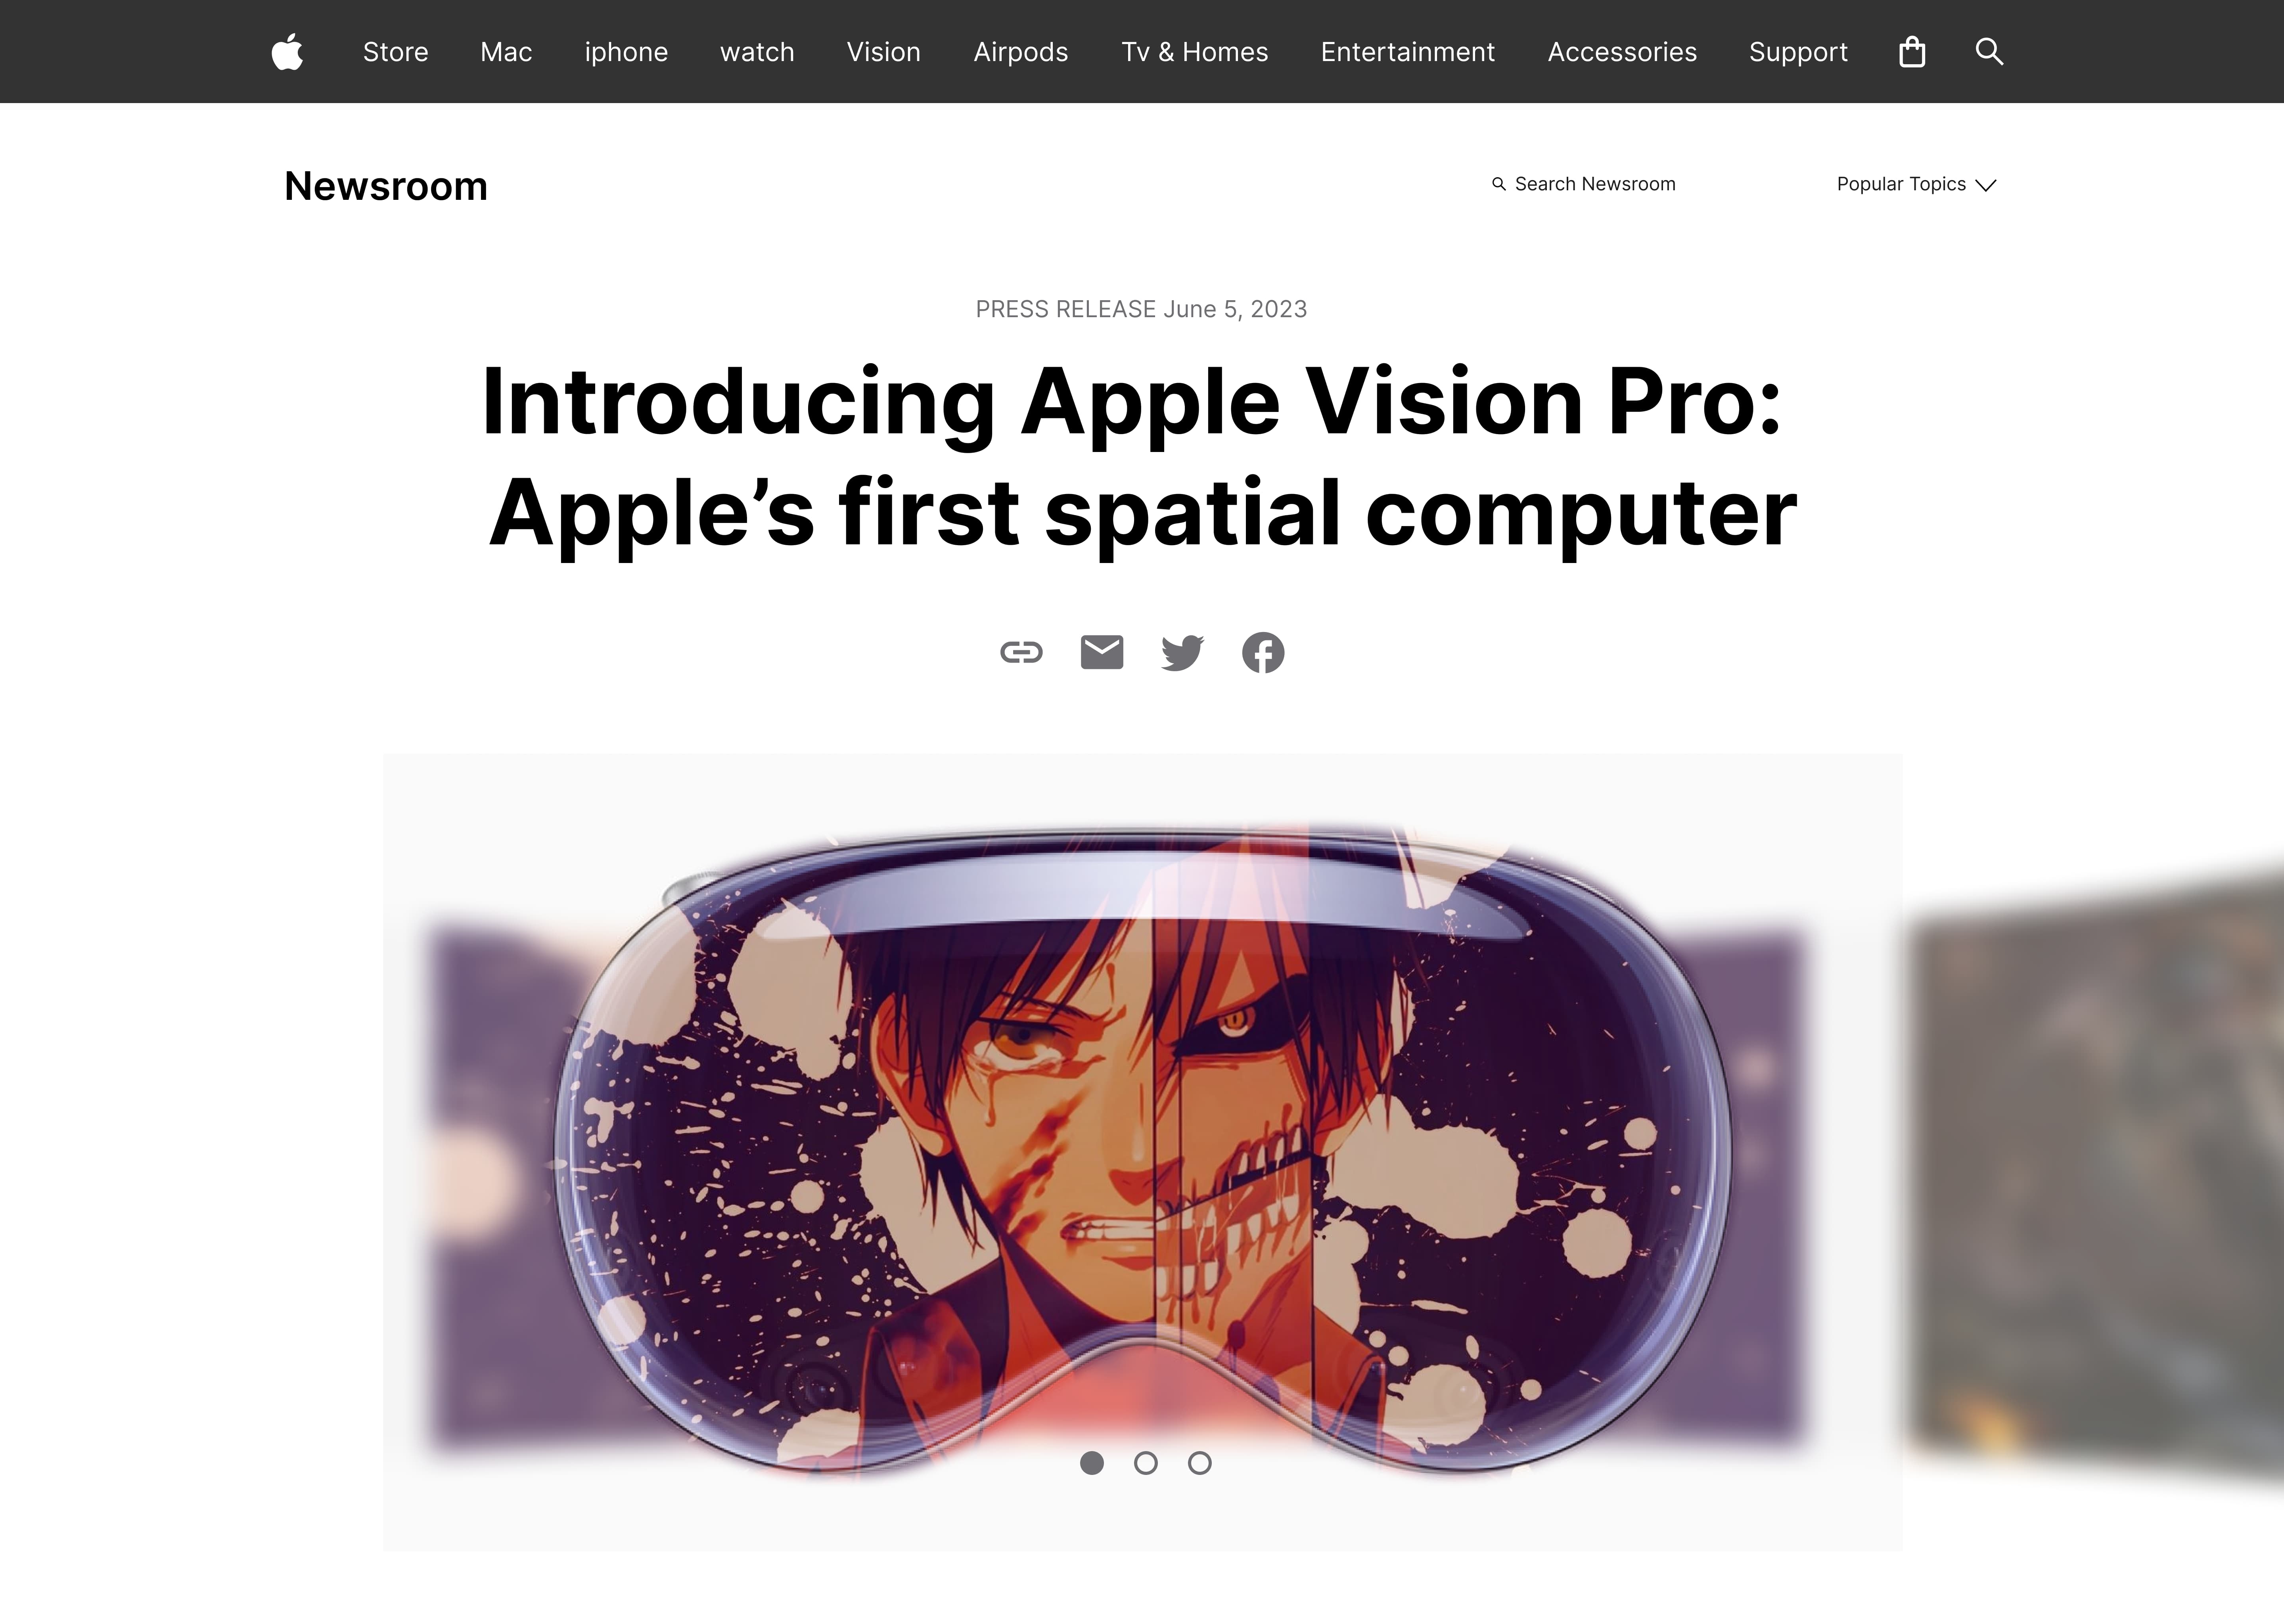 Store Mac iphone watch Vision Airpods Tv & Homes Entertainment Accessories Support
Newsroom
Search Newsroom
Popular Topics
PRESS RELEASE June 5, 2023
Introducing Apple Vision Pro:
Apple’s first spatial computer